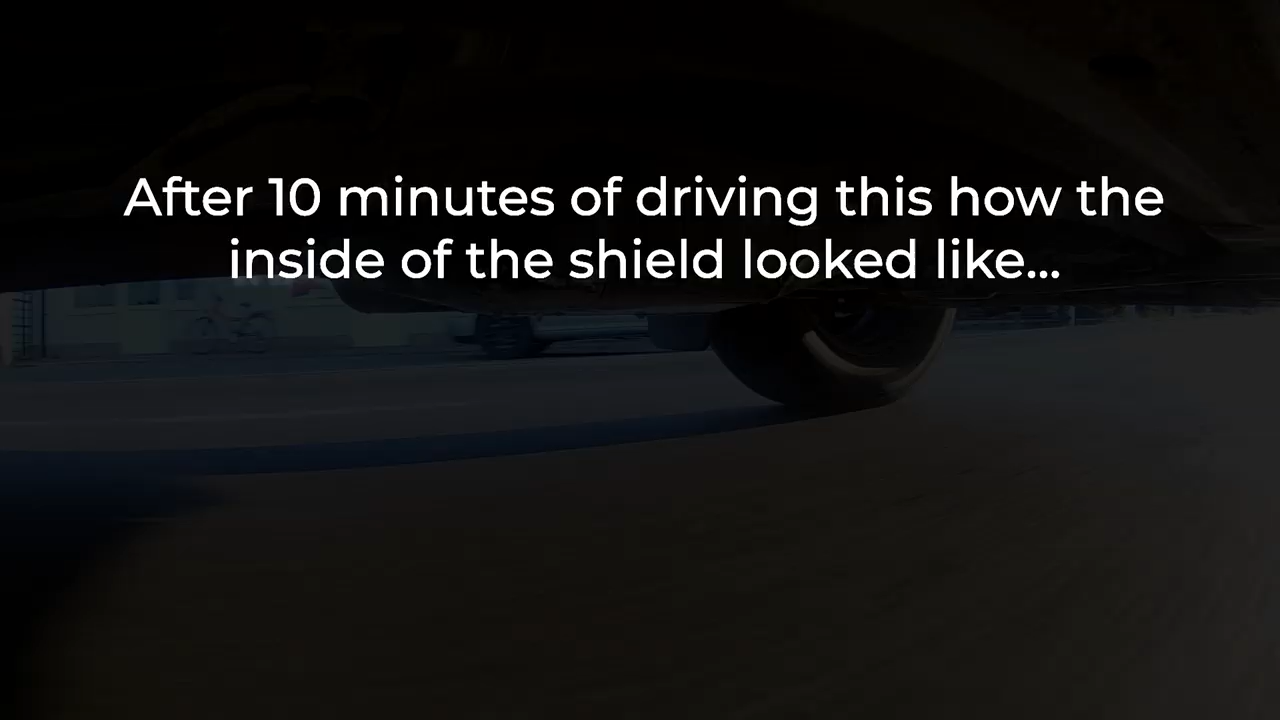 After 10 minutes of driving this how the
inside of the shield looked like...